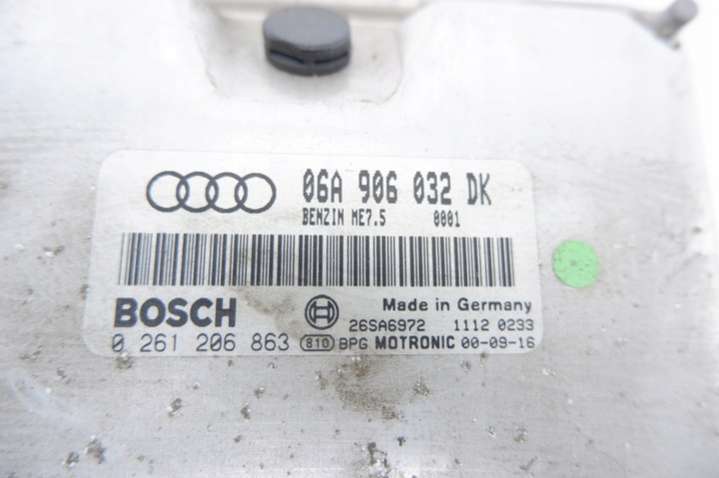 06A 906 032 DK
BENZIN ME7.5 0001
BOSCH Made in Germany
26SA6972 1112 0233
0 261 206 863 810 BPG MOTRONIC 00-09-16